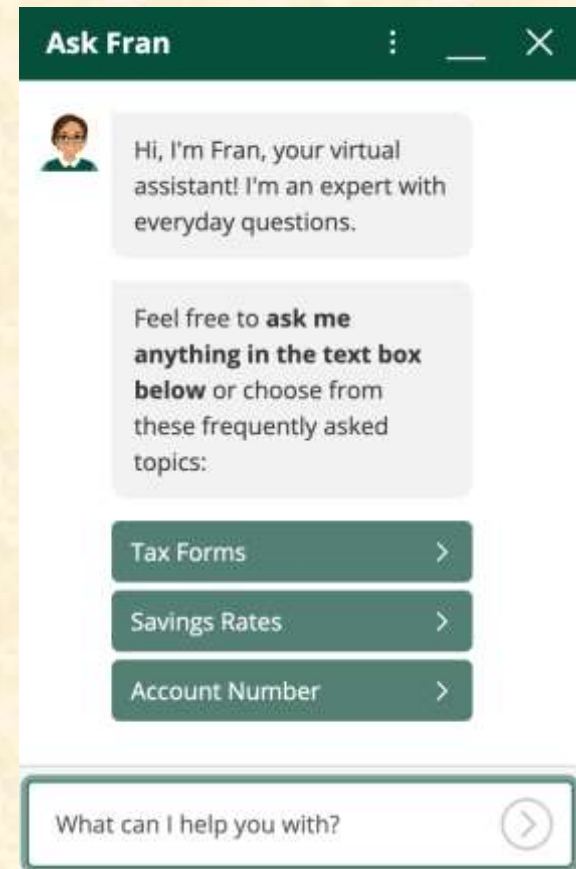 Ask Fran
Hi, I'm Fran, your virtual
assistant! I'm an expert with
everyday questions.
Feel free to ask me
anything in the text box
below or choose from
these frequently asked
topics:
Tax Forms
Savings Rates
Account Number
What can I help you with?